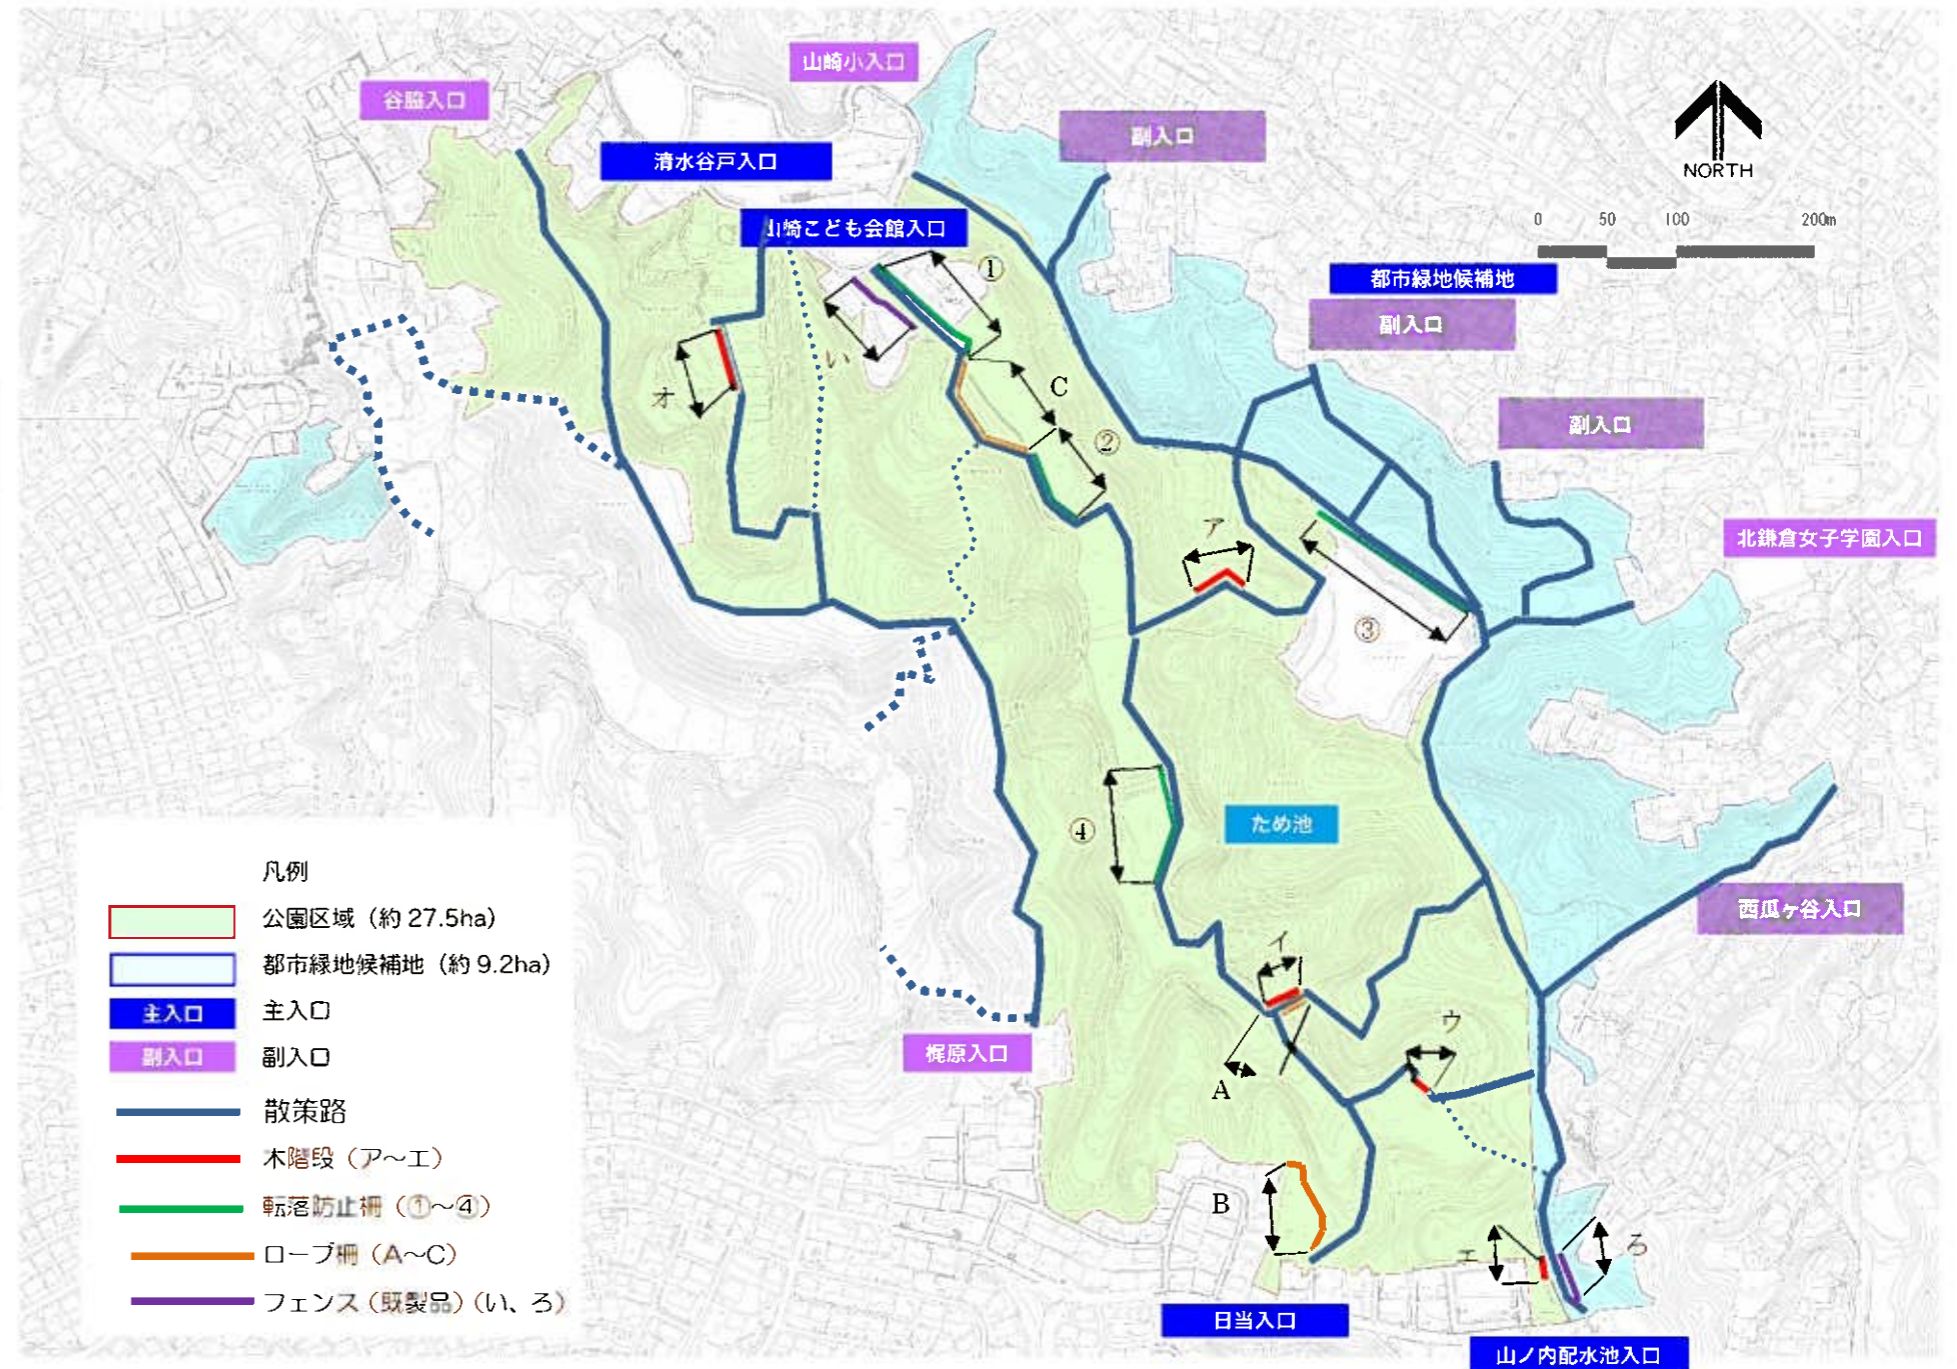 山崎小入口
谷脇入口
副入口
清水谷戸入口
NORTH
山崎こども会館入口
0 50 100 200m
①
都市緑地候補地
副入口
い
オ
C
副入口
②
ア
北鎌倉女子学園入口
③
④
ため池
西瓜ヶ谷入口
イ
ウ
梶原入口
A
B
エ
ろ
日当入口
山ノ内配水池入口
凡例
公園区域（約 27.5ha）
都市緑地候補地（約 9.2ha）
主入口 主入口
副入口 副入口
散策路
木階段（ア～エ）
転落防止柵（①～④）
ロープ柵（A～C）
フェンス（既製品）（い、ろ）